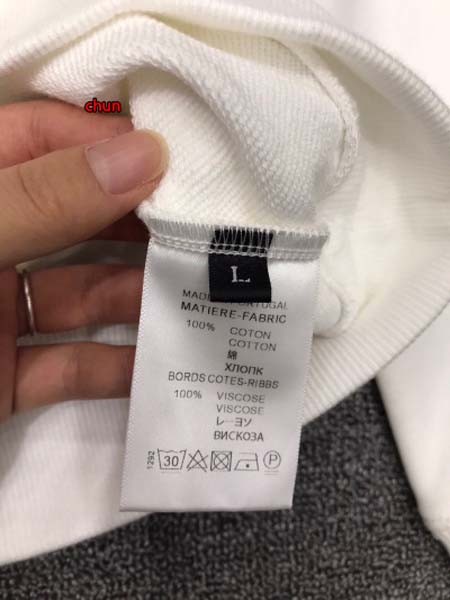 chun
L
MADE PORTUGAL
MATIERE-FABRIC
100% COTON
COTTON
綿
ХЛОПК
BORDS COTES-RIBBS
100% VISCOSE
VISCOSE
レーヨン
ВИСКОЗА
1292
30
P